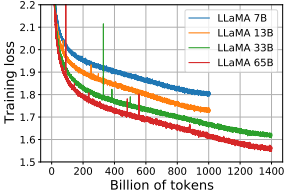 2.2
2.1
2.0
1.9
1.8
1.7
1.6
1.5
Training loss
LLaMA 7B
LLaMA 13B
LLaMA 33B
LLaMA 65B
0 200 400 600 800 1000 1200 1400
Billion of tokens